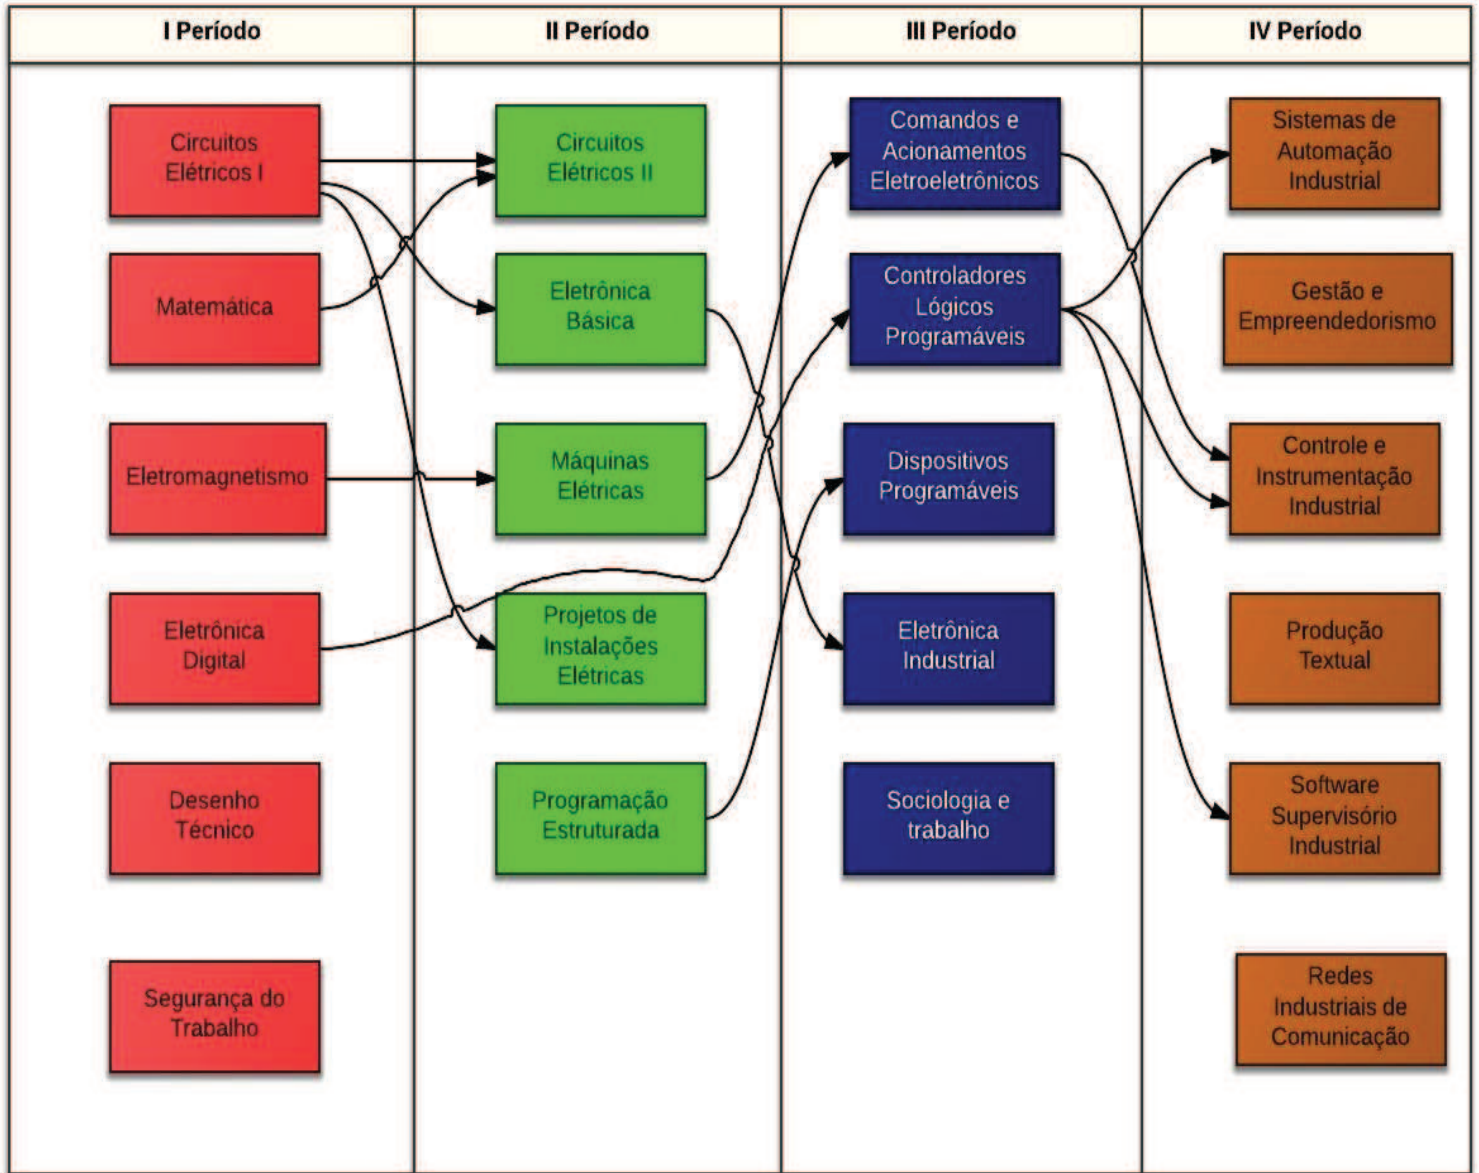 I Período
II Período
III Período
IV Período
Circuitos
Elétricos I
Matemática
Eletromagnetismo
Eletrônica
Digital
Desenho
Técnico
Segurança do
Trabalho
Circuitos
Elétricos II
Eletrônica
Básica
Máquinas
Elétricas
Projetos de
Instalações
Elétricas
Programação
Estruturada
Comandos e
Acionamentos
Eletroeletrônicos
Controladores
Lógicos
Programáveis
Dispositivos
Programáveis
Eletrônica
Industrial
Sociologia e
trabalho
Sistemas de
Automação
Industrial
Gestão e
Empreendedorismo
Controle e
Instrumentação
Industrial
Produção
Textual
Software
Supervisório
Industrial
Redes
Industriais de
Comunicação